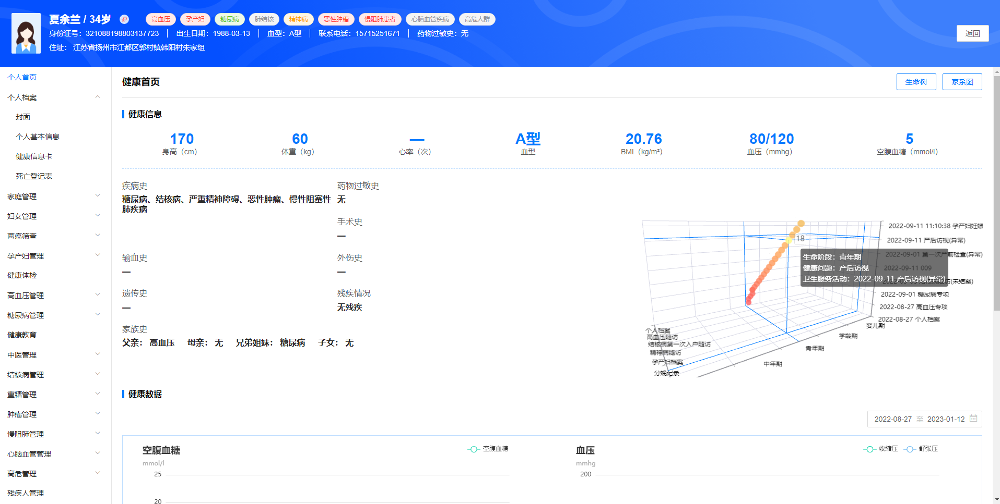 夏余兰 / 34岁
高血压
孕产妇
糖尿病
肺结核
精神病
恶性肿瘤
慢阻肺患者
心脑血管疾病
高危人群
身份证号：321088198803137723
出生日期：1988-03-13
血型：A型
联系电话：15715251671
药物过敏史：无
住址： 江苏省扬州市江都区郭村镇韩阳村朱家组
返回
个人首页
个人档案
封面
个人基本信息
健康信息卡
死亡登记表
家庭管理
妇女管理
两癌筛查
孕产妇管理
健康体检
高血压管理
糖尿病管理
健康教育
中医管理
结核病管理
重精管理
肿瘤管理
慢阻肺管理
心脑血管管理
高危管理
残疾人管理
健康首页
生命树
家系图
健康信息
170
身高（cm）
60
体重（kg）
—
心率（次）
A型
血型
20.76
BMI（kg/m²）
80/120
血压（mmhg）
5
空腹血糖（mmol/l）
疾病史
糖尿病、结核病、严重精神障碍、恶性肿瘤、慢性阻塞性
肺疾病
药物过敏史
无
手术史
—
输血史
—
外伤史
—
遗传史
—
残疾情况
无残疾
家族史
父亲： 高血压 母亲： 无 兄弟姐妹： 糖尿病 子女： 无
18
生命阶段：青年期
健康问题：产后访视
卫生服务活动：2022-09-11 产后访视(异常)
2022-09-11 11:10:38 孕产妇妊娠
2022-09-11 产后访视(异常)
2022-09-01 第一次产前检查(异常)
2022-09-11 009
访(未结案)
2022-09-01 糖尿病专项
2022-08-27 高血压专项
2022-08-27 个人档案
婴儿期
学龄期
青年期
中年期
个人档案
高血压随访
结核病第一次入户随访
精神病随访
孕产妇档案
分娩记录
健康数据
2022-08-27 至 2023-01-12
空腹血糖
mmol/l
空腹血糖
25
20
血压
mmhg
收缩压
舒张压
200